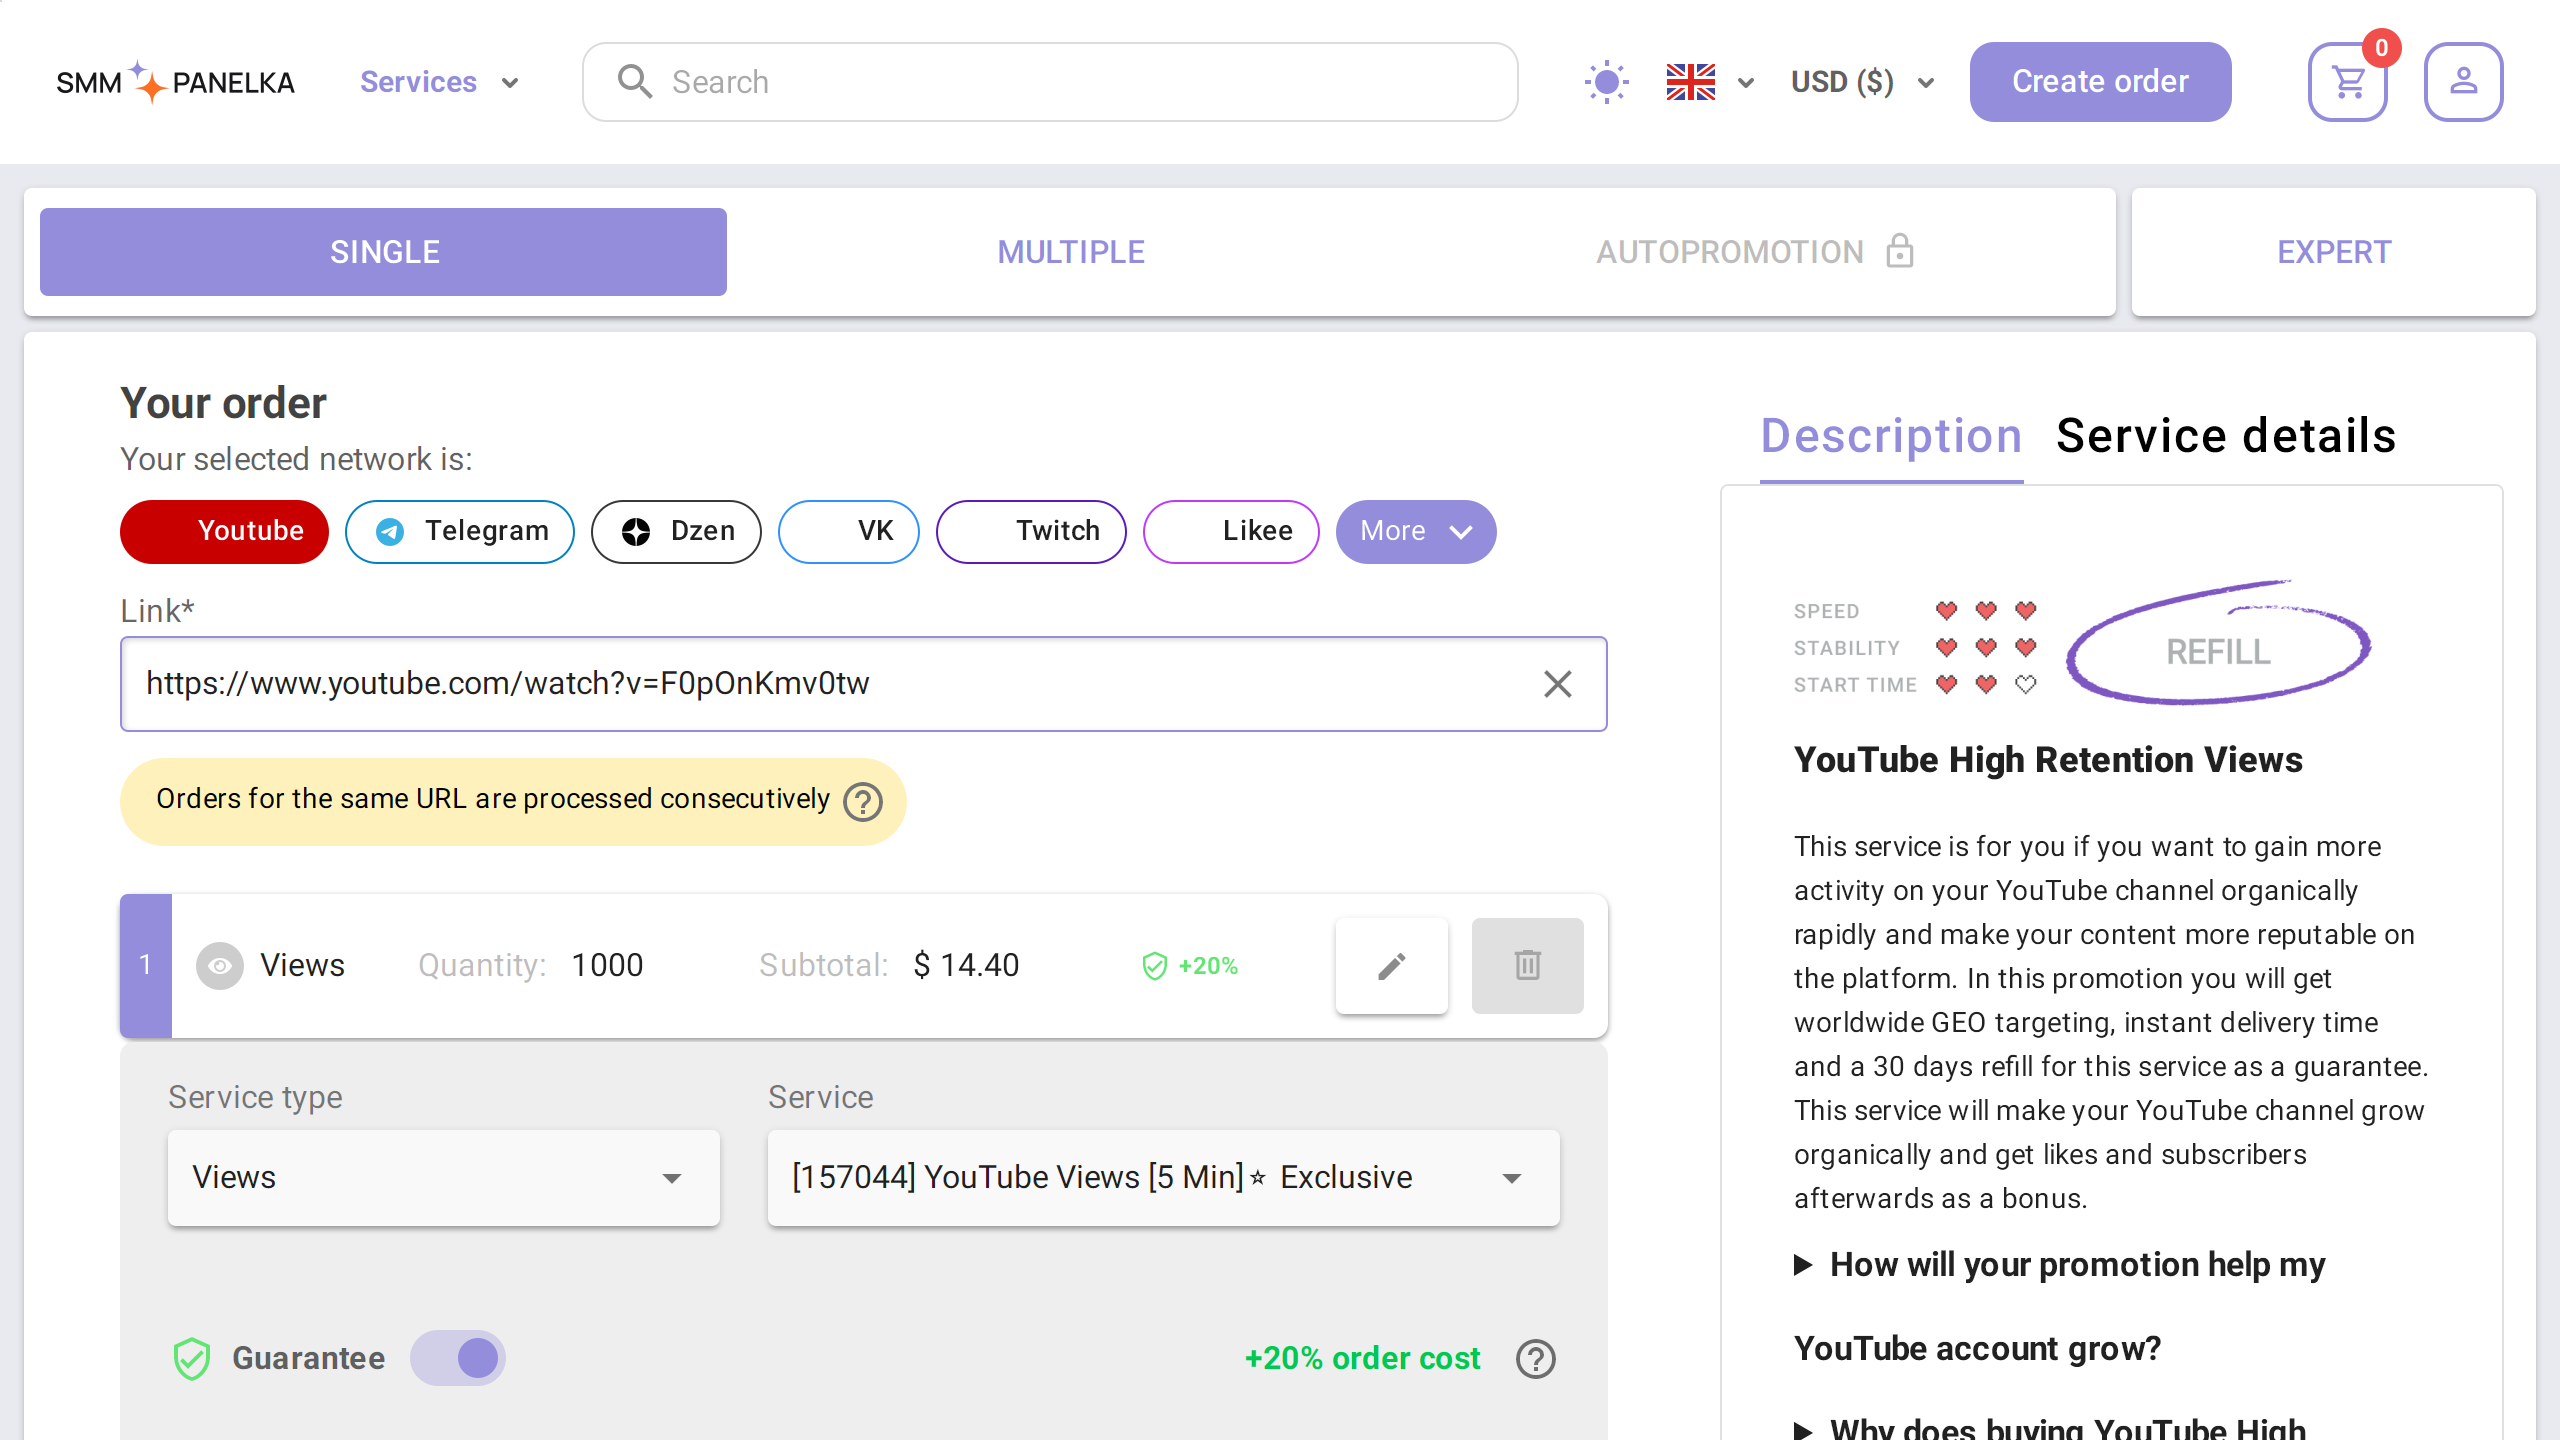 SMM PANELKA
Services
Search
USD ($)
Create order
0
SINGLE
MULTIPLE
AUTOPROMOTION
EXPERT
Your order
Your selected network is:
Youtube
Telegram
Dzen
VK
Twitch
Likee
More
Link*
https://www.youtube.com/watch?v=F0pOnKmv0tw
Orders for the same URL are processed consecutively
1
Views
Quantity: 1000
Subtotal: $ 14.40
+20%
Service type
Views
Service
[157044] YouTube Views [5 Min]⭐ Exclusive
Guarantee
+20% order cost
Description
Service details
SPEED
STABILITY
START TIME
REFILL
YouTube High Retention Views
This service is for you if you want to gain more
activity on your YouTube channel organically
rapidly and make your content more reputable on
the platform. In this promotion you will get
worldwide GEO targeting, instant delivery time
and a 30 days refill for this service as a guarantee.
This service will make your YouTube channel grow
organically and get likes and subscribers
afterwards as a bonus.
How will your promotion help my
YouTube account grow?
Why does buying YouTube High